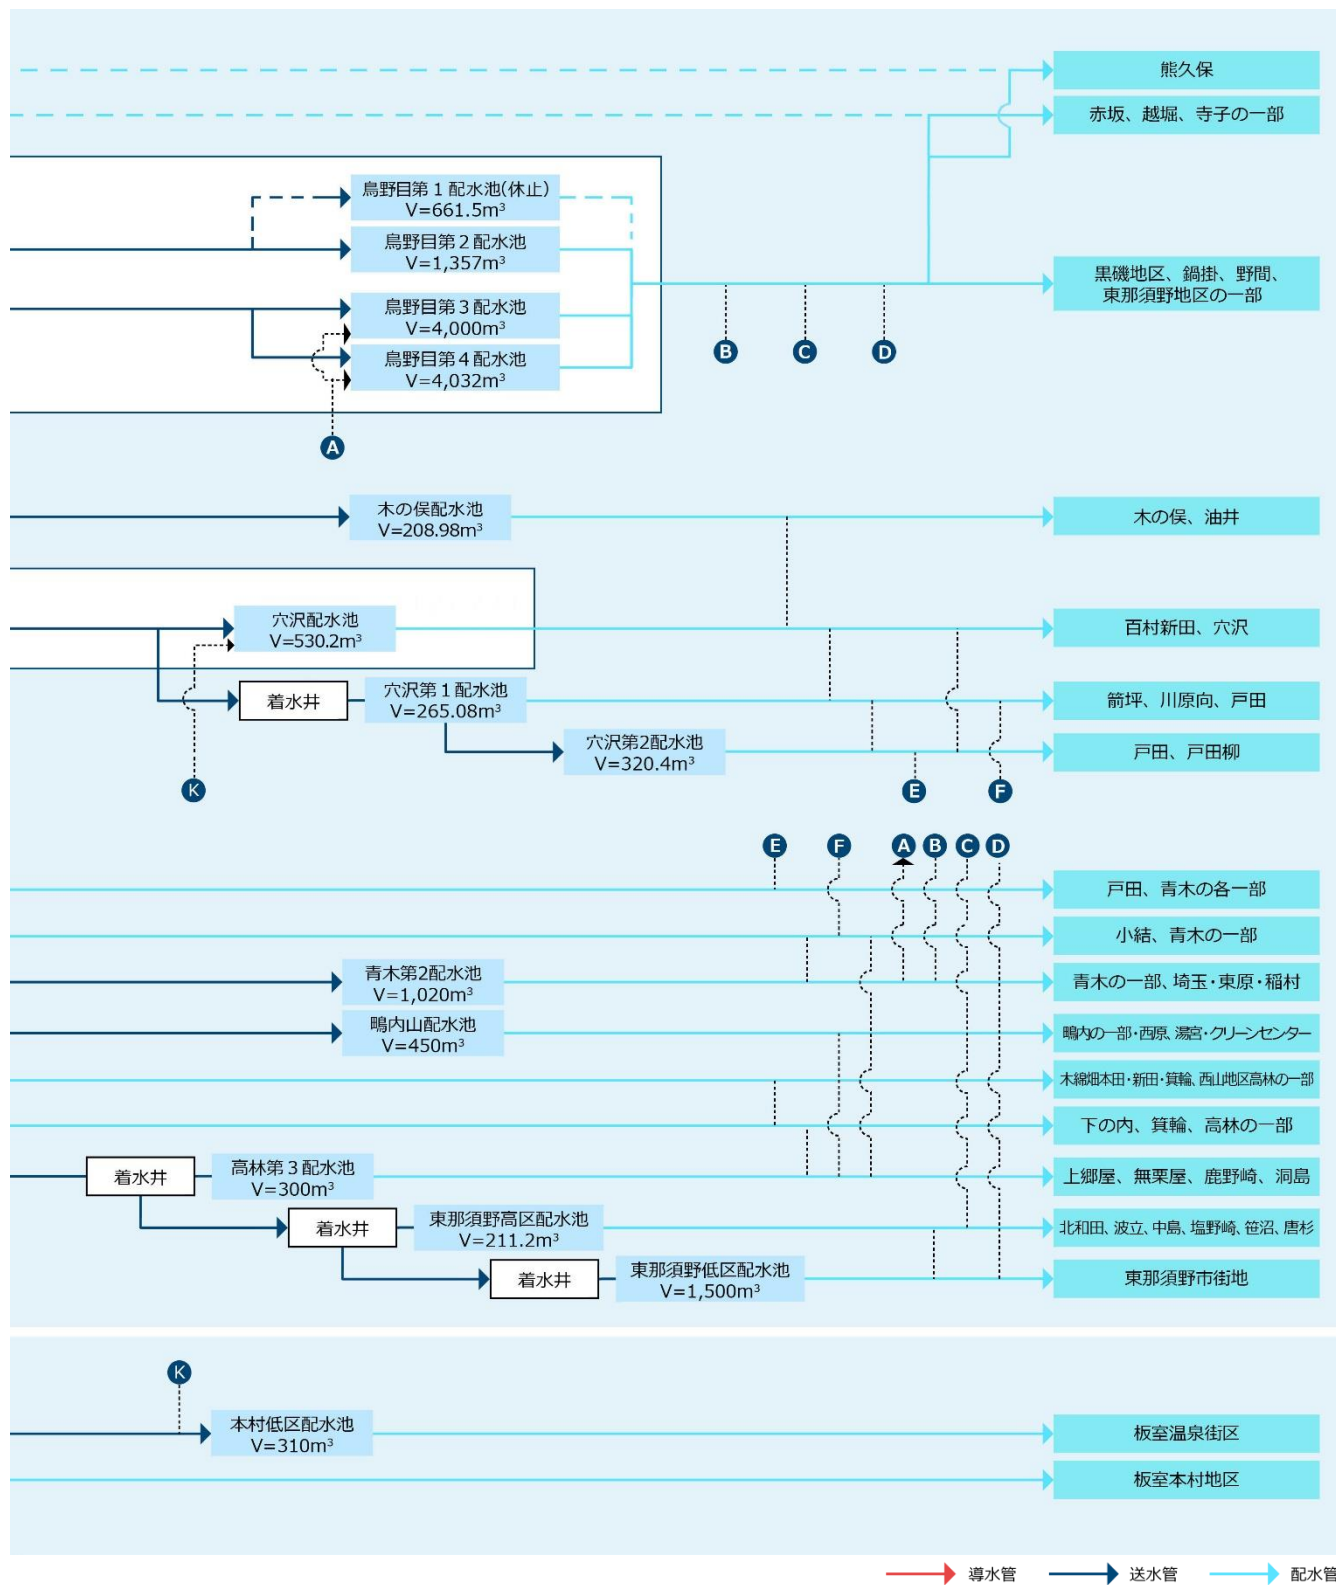 熊久保
赤坂、越堀、寺子の一部
鳥野目第１配水池(休止)
V=661.5m³
鳥野目第２配水池
V=1,357m³
黒磯地区、鍋掛、野間、
東那須野地区の一部
鳥野目第３配水池
V=4,000m³
鳥野目第４配水池
V=4,032m³
B
C
D
A
木の俣配水池
V=208.98m³
木の俣、油井
穴沢配水池
V=530.2m³
百村新田、穴沢
着水井
穴沢第１配水池
V=265.08m³
箭坪、川原向、戸田
穴沢第2配水池
V=320.4m³
戸田、戸田柳
K
E
F
E
F
A
B
C
D
戸田、青木の各一部
小結、青木の一部
青木第2配水池
V=1,020m³
青木の一部、埼玉・東原・稲村
鴫内山配水池
V=450m³
鴫内の一部・西原、湯宮・クリーンセンター
木綿畑本田・新田・箕輪、西山地区高林の一部
下の内、箕輪、高林の一部
着水井
高林第３配水池
V=300m³
上郷屋、無栗屋、鹿野崎、洞島
着水井
東那須野高区配水池
V=211.2m³
北和田、波立、中島、塩野崎、笹沼、唐杉
着水井
東那須野低区配水池
V=1,500m³
東那須野市街地
K
本村低区配水池
V=310m³
板室温泉街区
板室本村地区
導水管
送水管
配水管